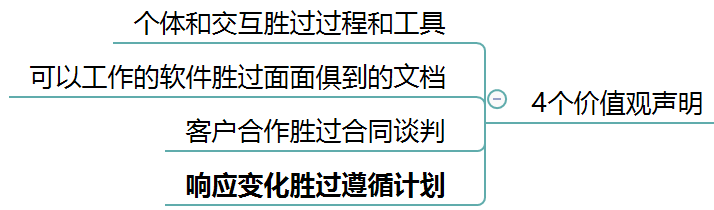 个体和交互胜过过程和工具
可以工作的软件胜过面面俱到的文档
4个价值观声明
客户合作胜过合同谈判
响应变化胜过遵循计划